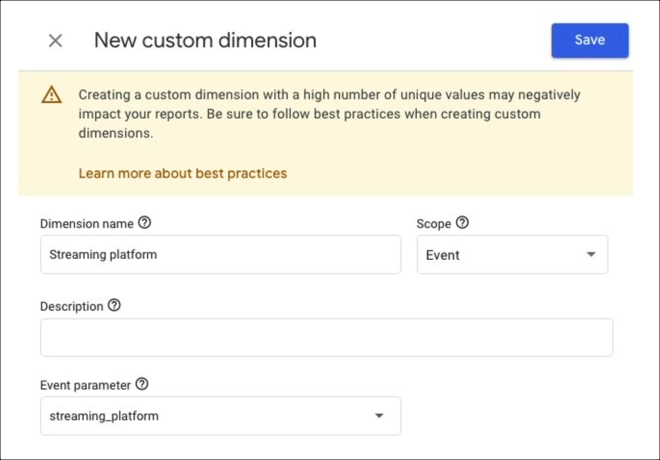 New custom dimension
Save
Creating a custom dimension with a high number of unique values may negatively
impact your reports. Be sure to follow best practices when creating custom
dimensions.
Learn more about best practices
Dimension name
Scope
Streaming platform
Event
Description
Event parameter
streaming_platform